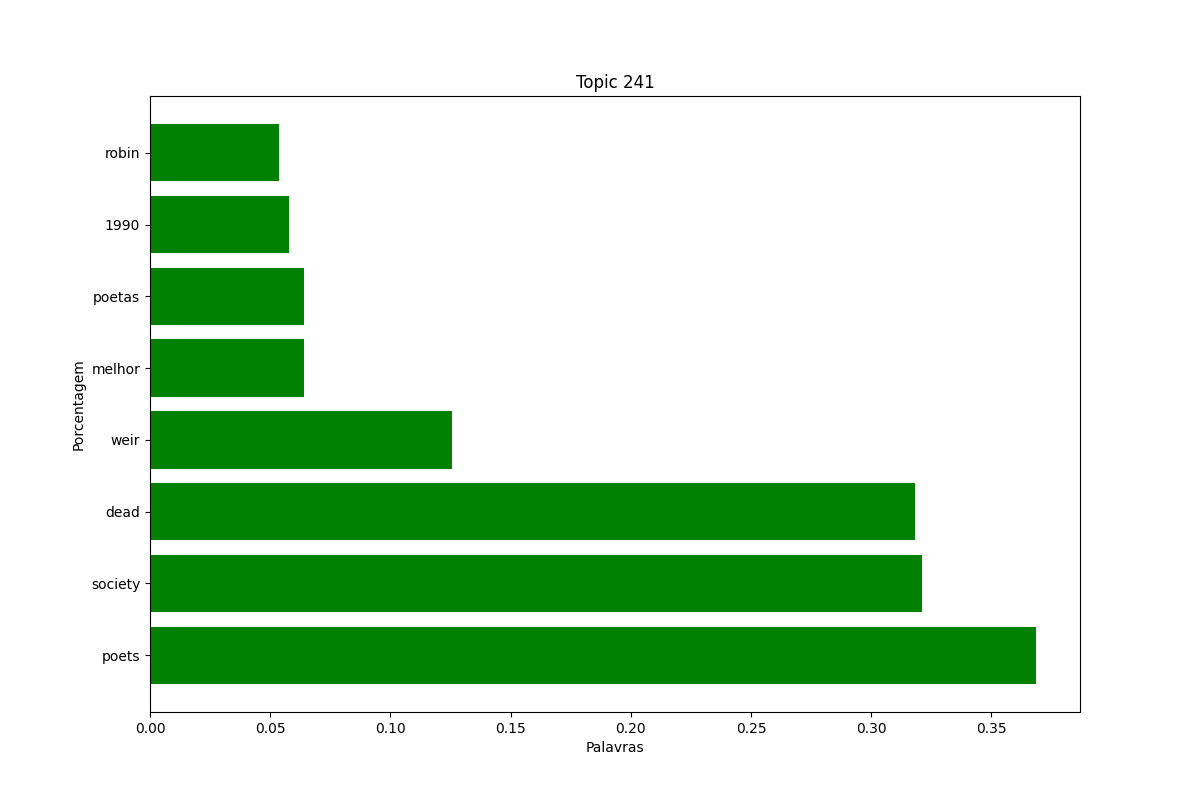 Topic 241
Porcentagem
robin
1990
poetas
melhor
weir
dead
society
poets
0.00 0.05 0.10 0.15 0.20 0.25 0.30 0.35
Palavras